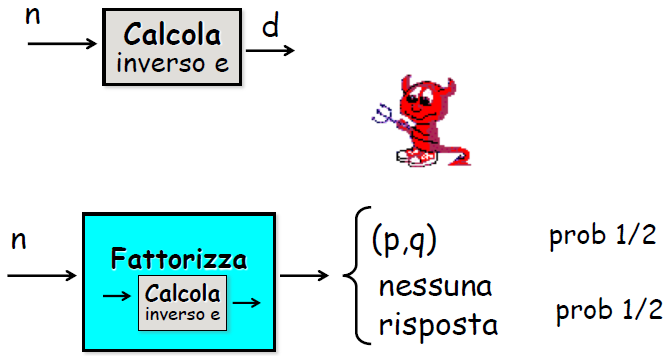 n
Calcola
inverso e
d
n
Fattorizza
Calcola
inverso e
(p,q)
prob 1/2
nessuna
risposta
prob 1/2